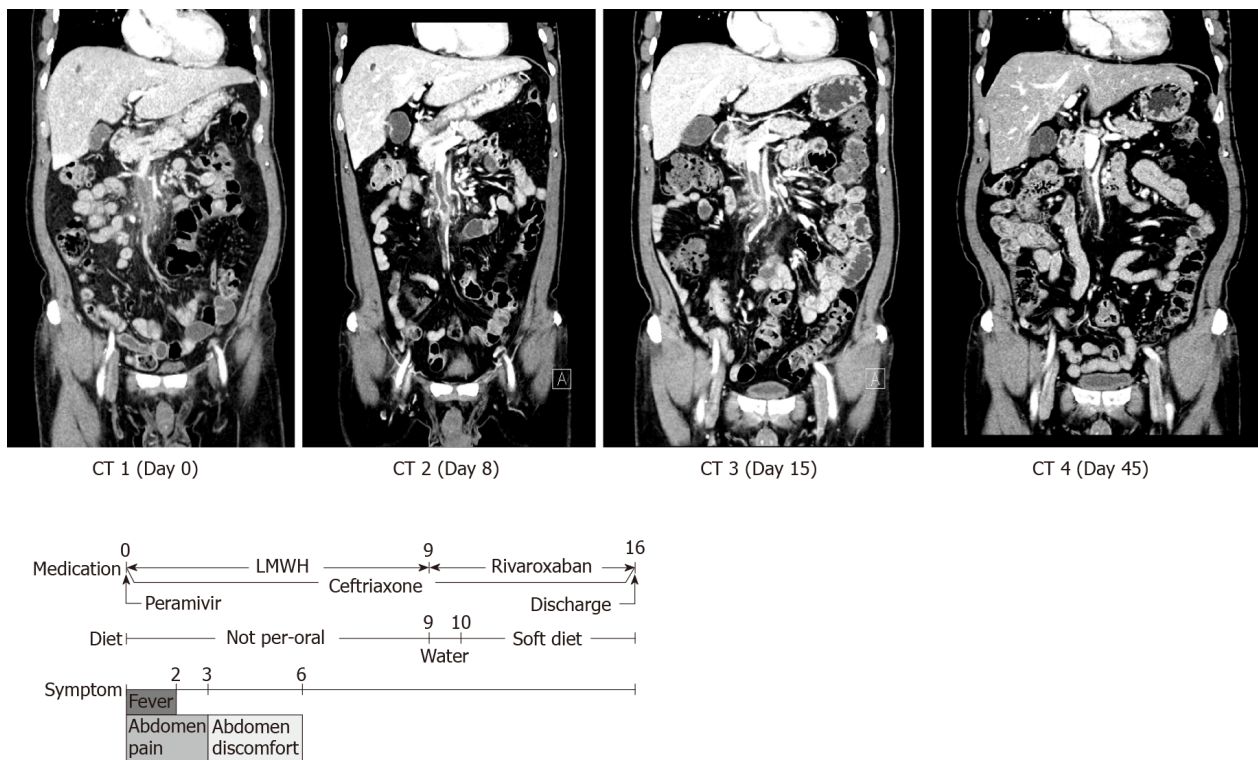 A
A
CT 1 (Day 0)
CT 2 (Day 8)
CT 3 (Day 15)
CT 4 (Day 45)
0
9
16
Medication
LMWH
Rivaroxaban
Ceftriaxone
Peramivir
Discharge
9
10
Diet
Not per-oral
Soft diet
Water
2
3
6
Symptom
Fever
Abdomen
pain
Abdomen
discomfort